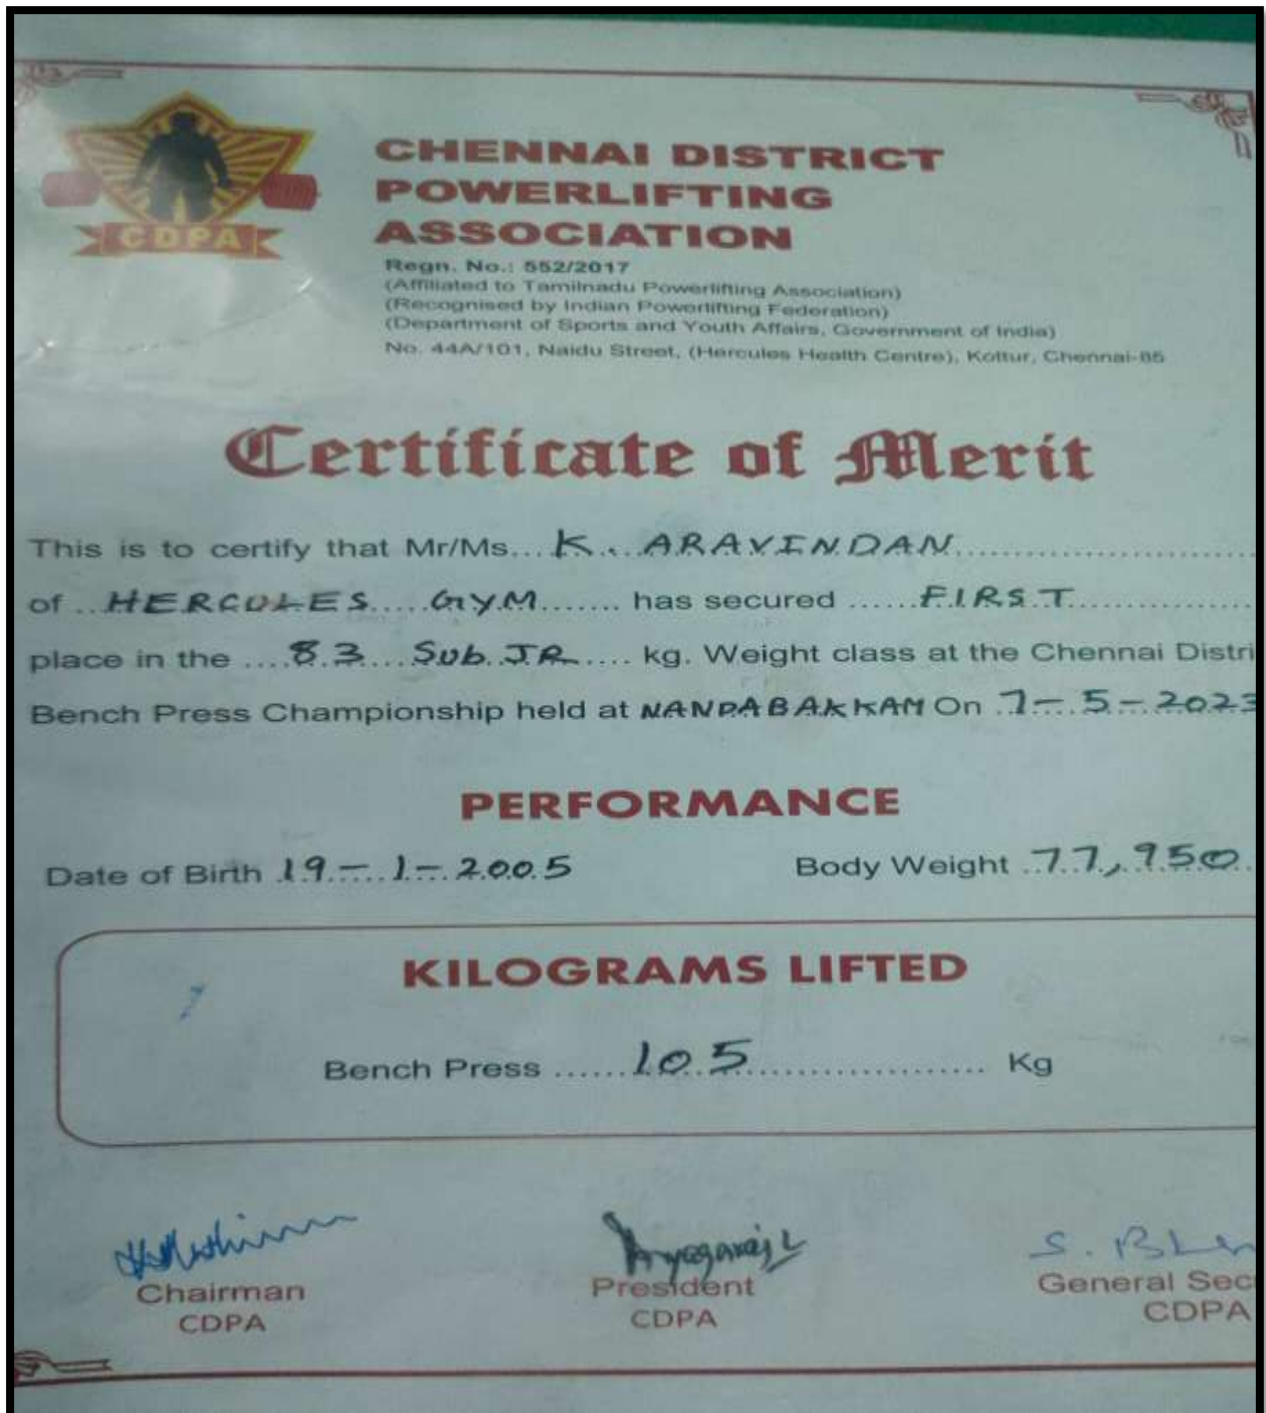 CDPA
CHENNAI DISTRICT
POWERLIFTING
ASSOCIATION
Regn. No.: 552/2017
(Affiliated to Tamilnadu Powerlifting Association)
(Recognised by Indian Powerlifting Federation)
(Department of Sports and Youth Affairs, Government of India)
No. 44A/101, Naidu Street, (Hercules Health Centre), Kottur, Chennai-85
Certificate of Merit
This is to certify that Mr/Ms... K. ARAVINDAN
of HERCULES GYM has secured FIRST
place in the 83 Sub JR kg. Weight class at the Chennai Distri
Bench Press Championship held at NANDABAKKAM On 7-5-2023
PERFORMANCE
Date of Birth 19-1-2005 Body Weight 77,950
KILOGRAMS LIFTED
Bench Press 105 Kg
S.
Chairman President General Sec
CDPA CDPA CDPA